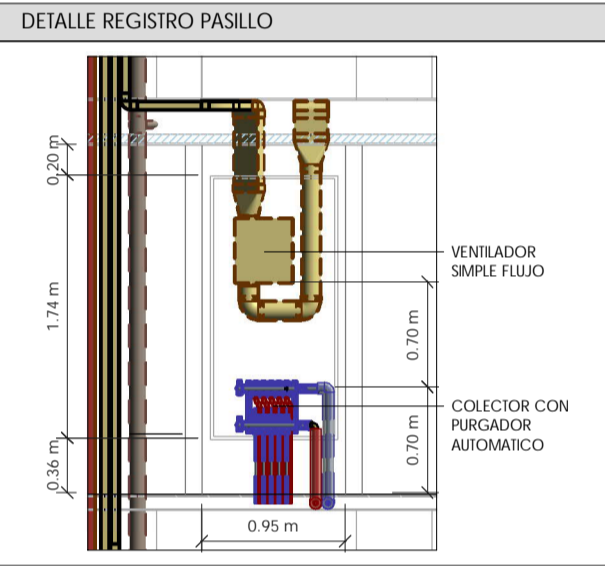 DETALLE REGISTRO PASILLO
0.20 m
1.74 m
0.36 m
VENTILADOR
SIMPLE FLUJO
0.70 m
COLECTOR CON
PURGADOR
AUTOMATICO
0.70 m
0.95 m